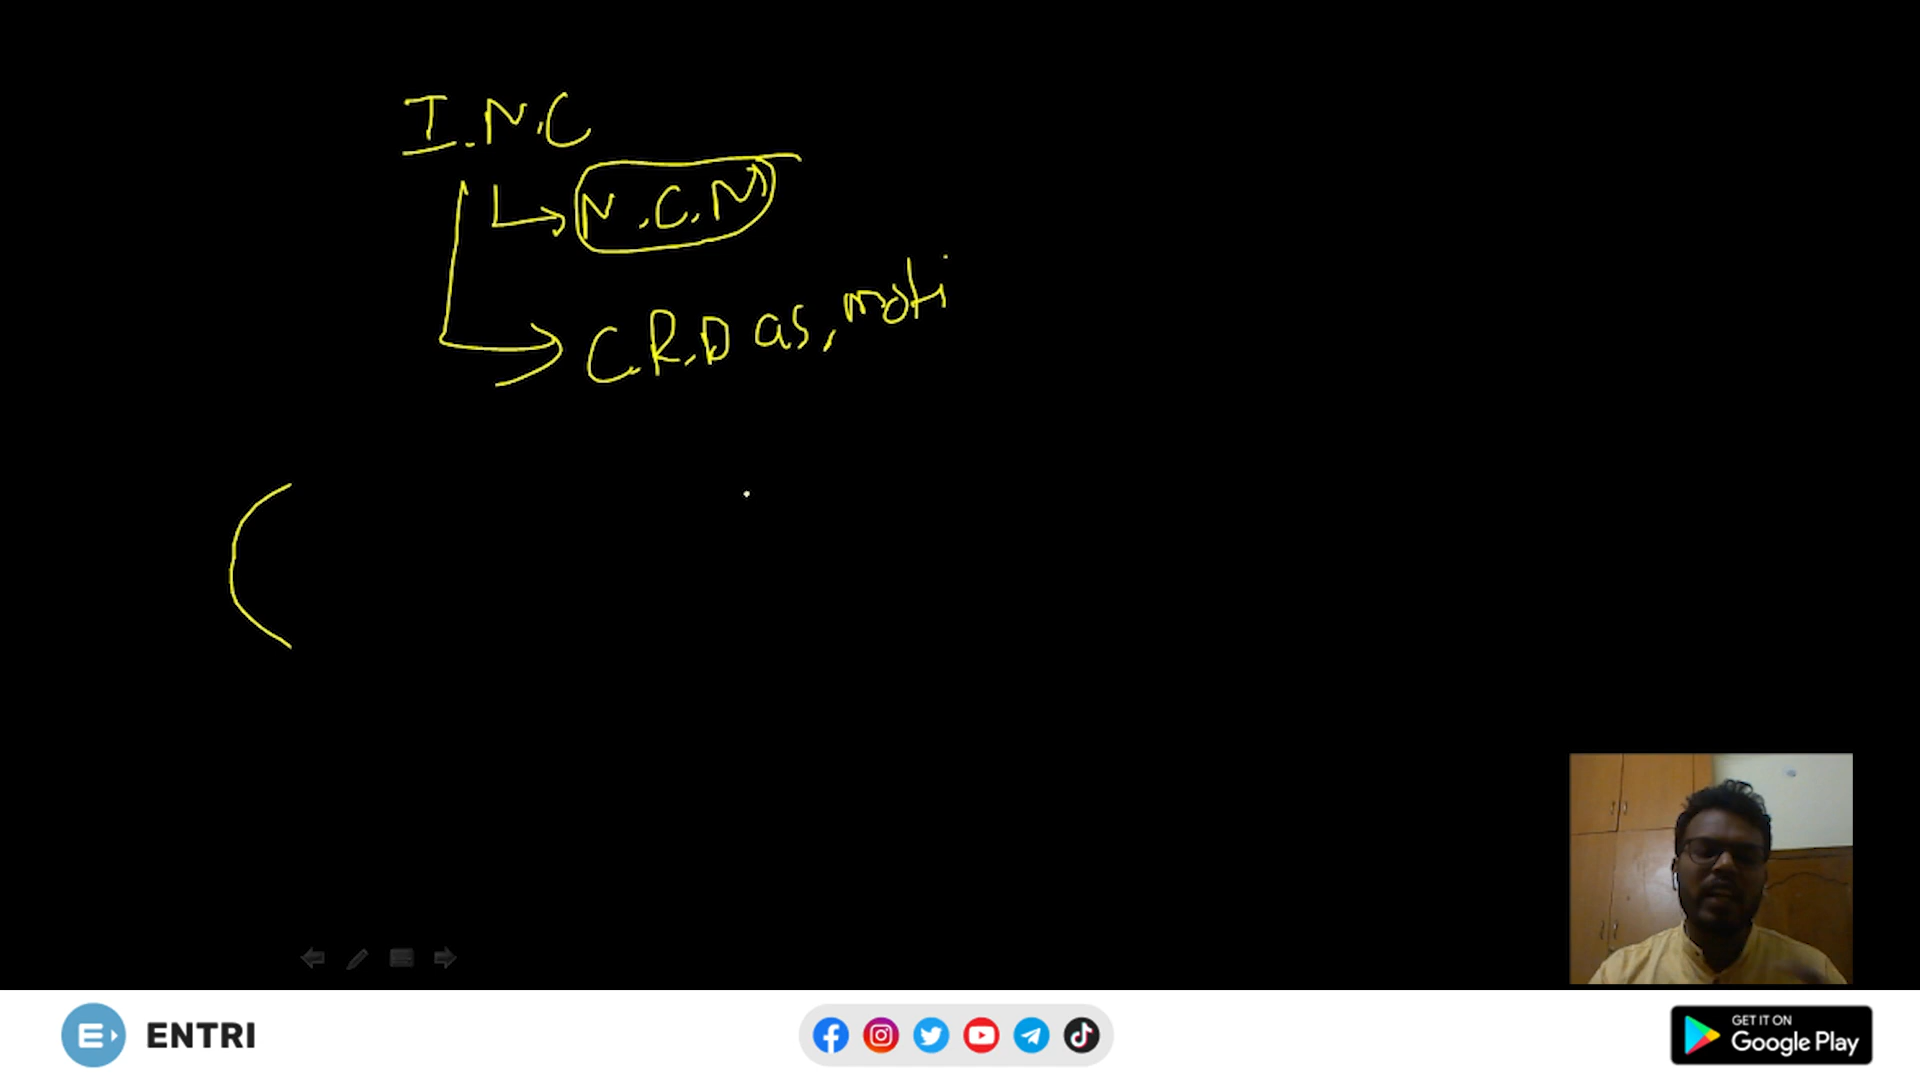 I.N.C
N.C.M
C.R.Das, moti
ENTRI
GET IT ON
Google Play